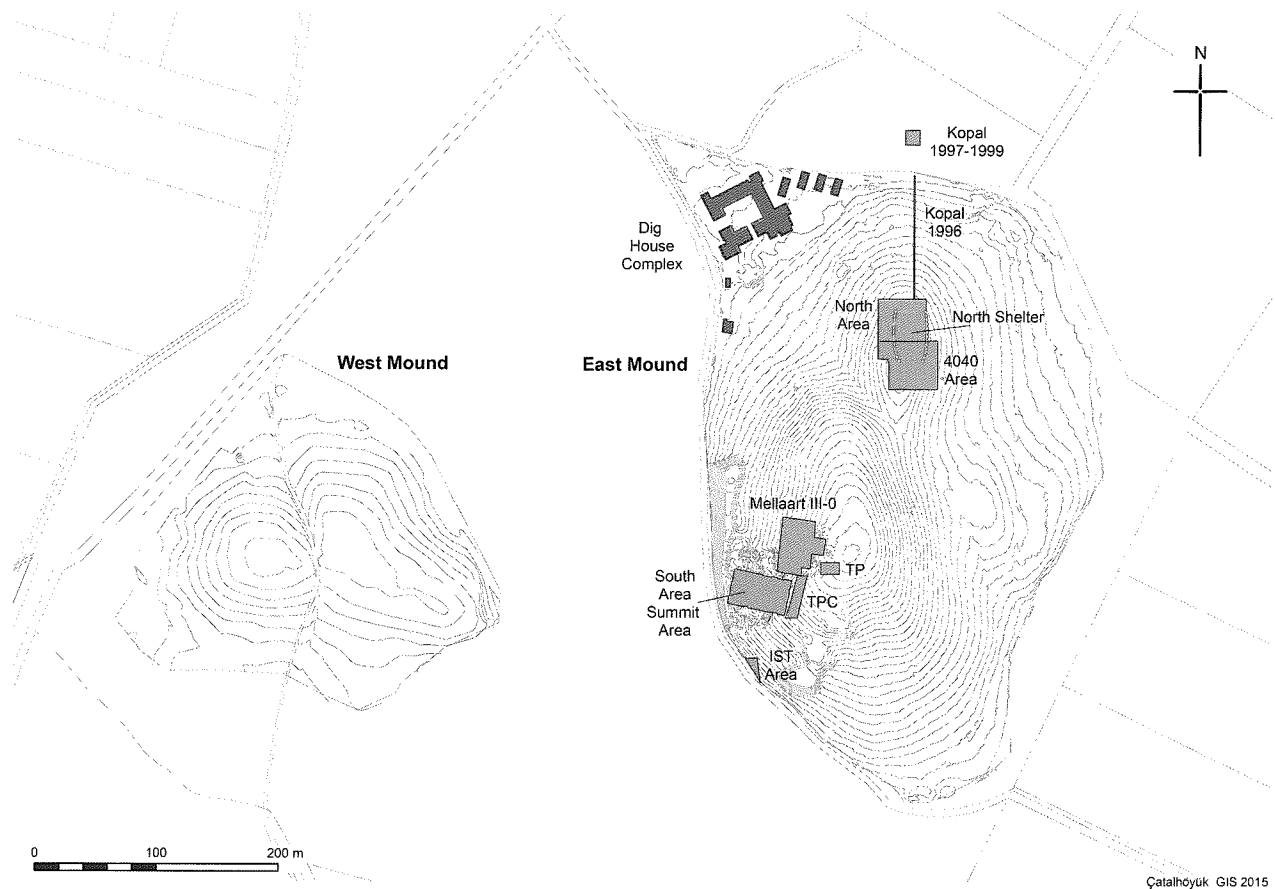 N
Kopal
1997-1999
Kopal
1996
Dig
House
Complex
North
Area
North Shelter
4040
Area
West Mound
East Mound
Mellaart III-0
TP
South
Area
Summit
Area
TPC
IST
Area
0
100
200 m
Çatalhöyük GIS 2015